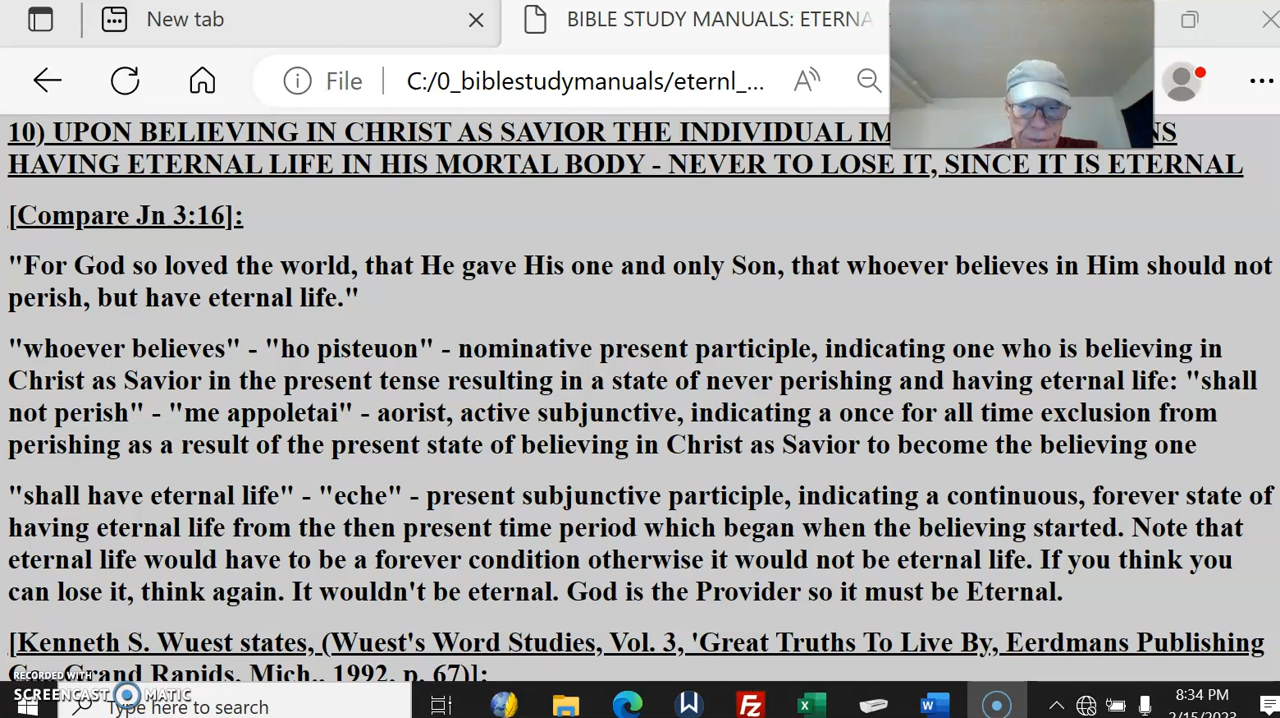 New tab
BIBLE STUDY MANUALS: ETERNA
File
C:/0_biblestudymanuals/eternl_...
10) UPON BELIEVING IN CHRIST AS SAVIOR THE INDIVIDUAL
HAVING ETERNAL LIFE IN HIS MORTAL BODY - NEVER TO LOSE IT, SINCE IT IS ETERNAL
[Compare Jn 3:16]:
"For God so loved the world, that He gave His one and only Son, that whoever believes in Him should not
perish, but have eternal life."
"whoever believes" - "ho pisteuon" - nominative present participle, indicating one who is believing in
Christ as Savior in the present tense resulting in a state of never perishing and having eternal life: "shall
not perish" - "me appoletai" - aorist, active subjunctive, indicating a once for all time exclusion from
perishing as a result of the present state of believing in Christ as Savior to become the believing one
"shall have eternal life" - "eche" - present subjunctive participle, indicating a continuous, forever state of
having eternal life from the then present time period which began when the believing started. Note that
eternal life would have to be a forever condition otherwise it would not be eternal life. If you think you
can lose it, think again. It wouldn't be eternal. God is the Provider so it must be Eternal.
[Kenneth S. Wuest states, (Wuest's Word Studies, Vol. 3, 'Great Truths To Live By, Eerdmans Publishing
Grand Rapids, Mich., 1992, p. 67)]:
RECORDED WITH
SCREENCAST MATIC
Type here to search
8:34 PM
2/15/2023